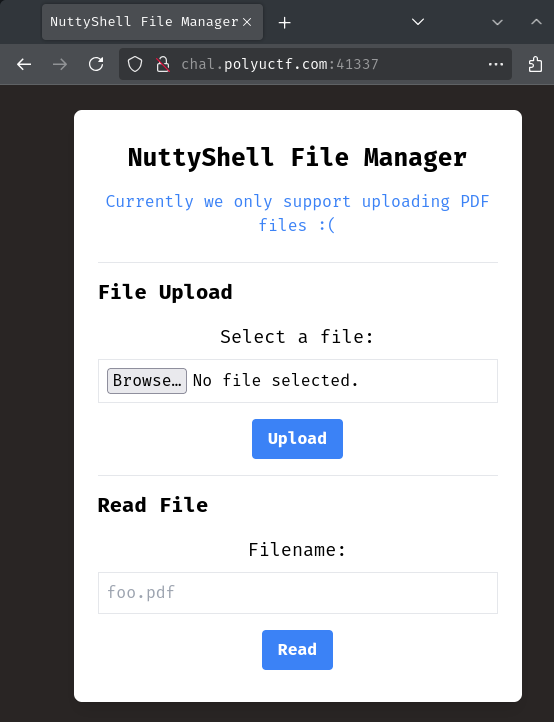 NuttyShell File Manager
chal.polyuctf.com:41337
NuttyShell File Manager
Currently we only support uploading PDF
files :(
File Upload
Select a file:
Browse… No file selected.
Upload
Read File
Filename:
foo.pdf
Read